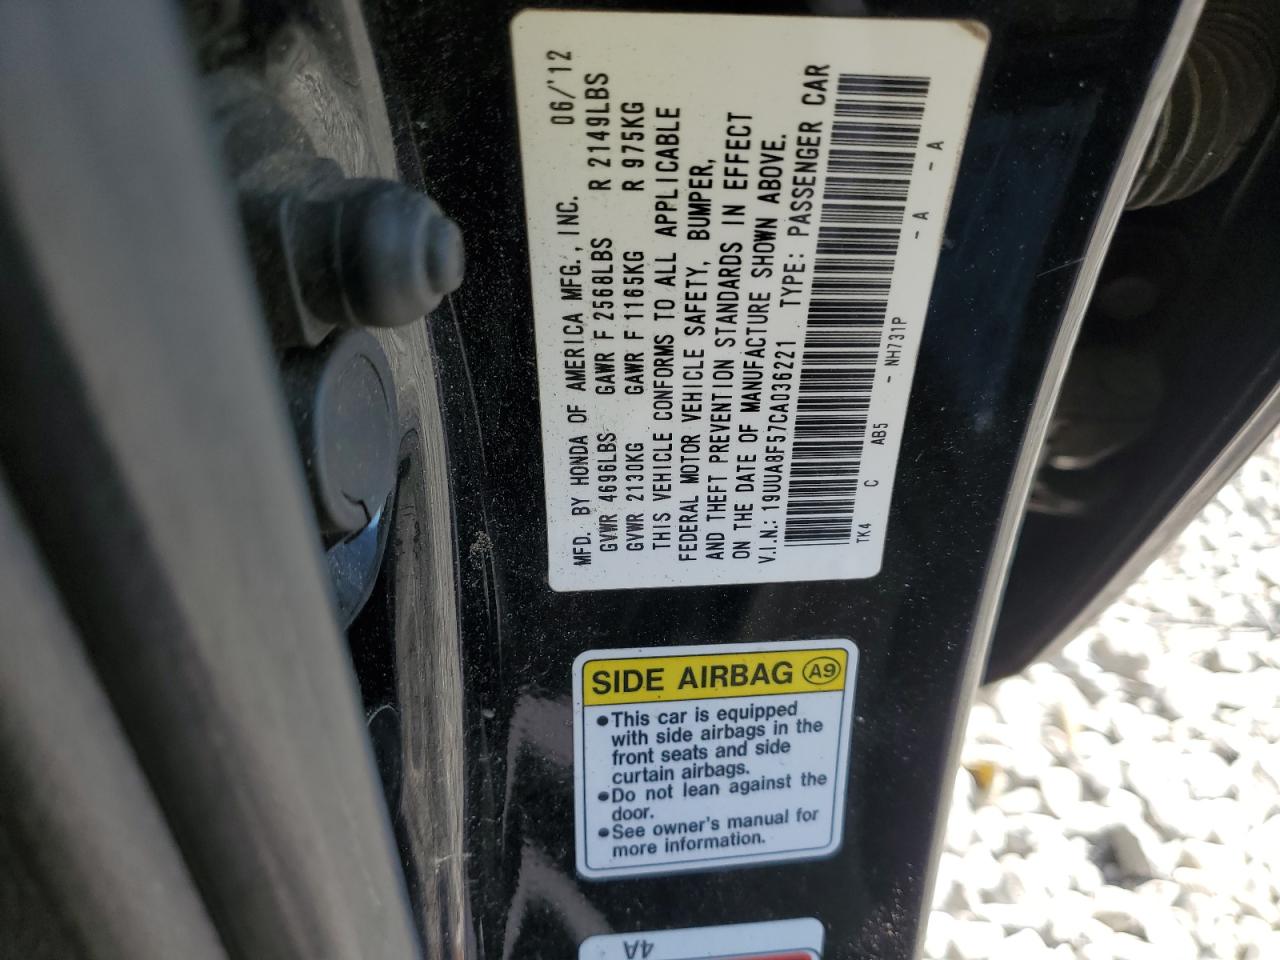 MFD. BY HONDA OF AMERICA MFG., INC. 06/'12
GVWR 4696LBS GAWR F 2568LBS R 2149LBS
GVWR 2130KG GAWR F 1165KG R 975KG
THIS VEHICLE CONFORMS TO ALL APPLICABLE
FEDERAL MOTOR VEHICLE SAFETY, BUMPER,
AND THEFT PREVENTION STANDARDS IN EFFECT
ON THE DATE OF MANUFACTURE SHOWN ABOVE.
V.I.N.: 19UUA8F57CA036221 TYPE: PASSENGER CAR
TK4 C AB5 - NH731P - A - A
SIDE AIRBAG A9
•This car is equipped
with side airbags in the
front seats and side
curtain airbags.
•Do not lean against the
door.
•See owner's manual for
more information.
4A